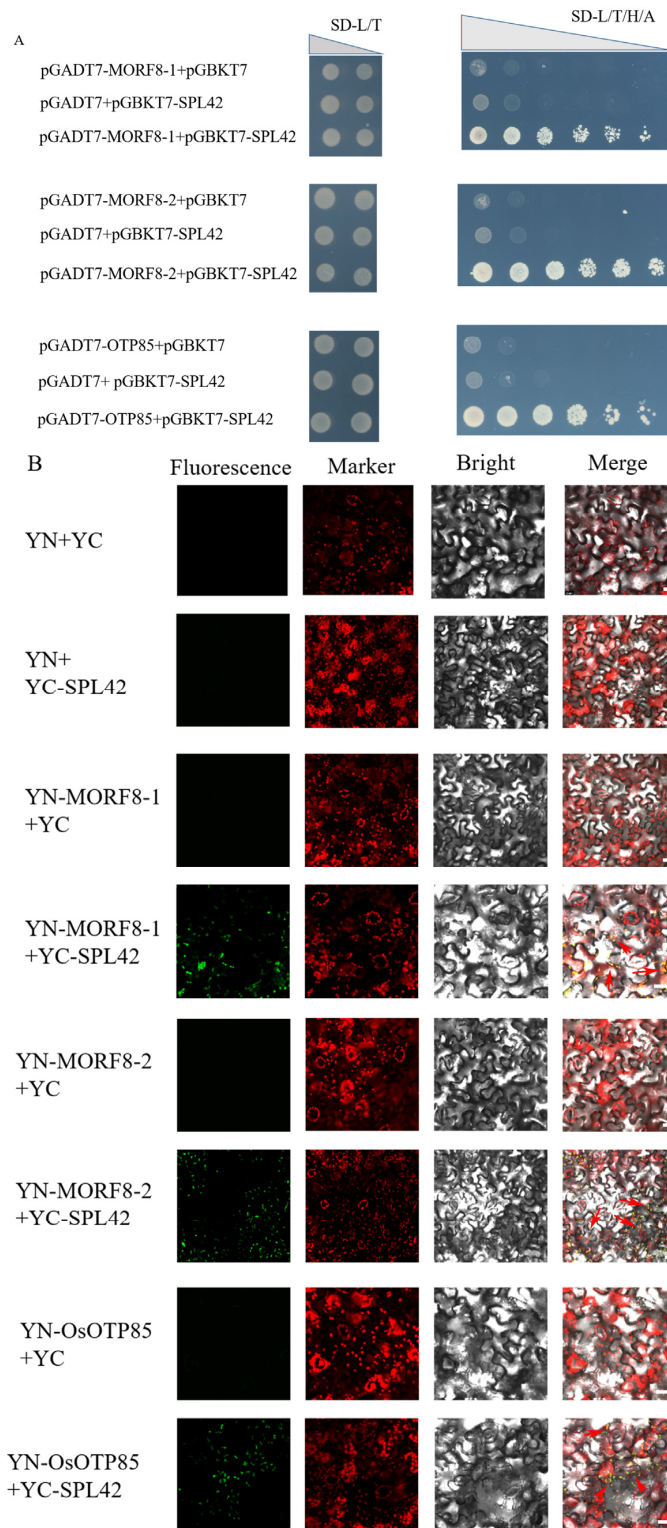 A
SD-L/T
SD-L/T/H/A
pGADT7-MORF8-1+pGBKT7
pGADT7+pGBKT7-SPL42
pGADT7-MORF8-1+pGBKT7-SPL42
pGADT7-MORF8-2+pGBKT7
pGADT7+pGBKT7-SPL42
pGADT7-MORF8-2+pGBKT7-SPL42
pGADT7-OTP85+pGBKT7
pGADT7+ pGBKT7-SPL42
pGADT7-OTP85+pGBKT7-SPL42
B
Fluorescence
Marker
Bright
Merge
YN+YC
YN+
YC-SPL42
YN-MORF8-1
+YC
YN-MORF8-1
+YC-SPL42
YN-MORF8-2
+YC
YN-MORF8-2
+YC-SPL42
YN-OsOTP85
+YC
YN-OsOTP85
+YC-SPL42